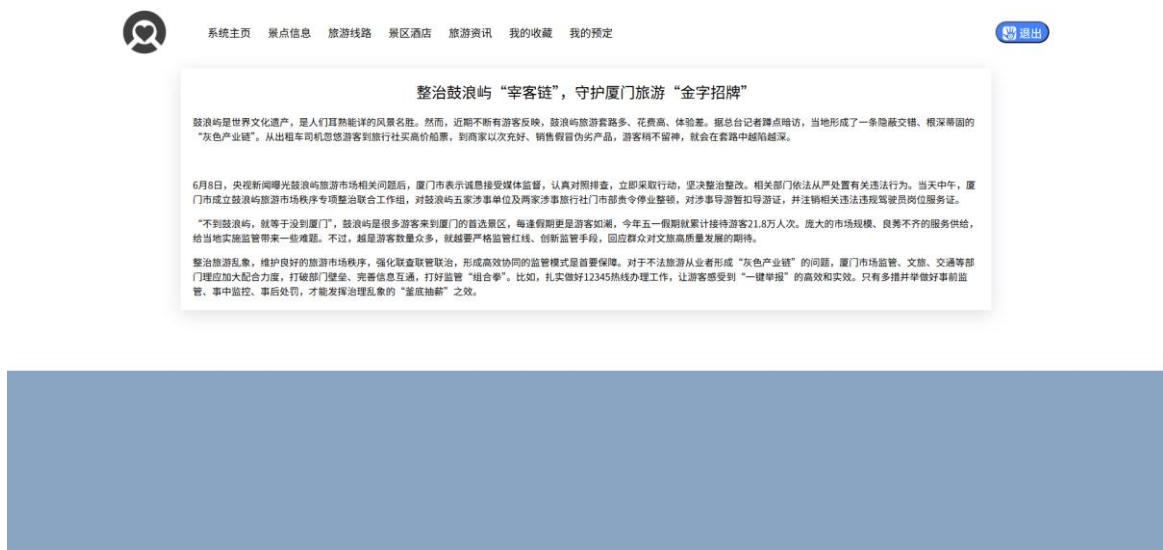 系统主页 景点信息 旅游线路 景区酒店 旅游资讯 我的收藏 我的预定 退出
整治鼓浪屿“宰客链”，守护厦门旅游“金字招牌”
鼓浪屿是世界文化遗产，是人们耳熟能详的风景名胜。然而，近期不断有游客反映，鼓浪屿旅游套路多、花费高、体验差。据总台记者蹲点暗访，当地形成了一条隐蔽交错、根深蒂固的
“灰色产业链”。从出租车司机忽悠游客到旅行社买高价船票，到商家以次充好、销售假冒伪劣产品，游客稍不留神，就会在套路中越陷越深。
6月8日，央视新闻曝光鼓浪屿旅游市场相关问题后，厦门市表示诚恳接受媒体监督，认真对照排查，立即采取行动，坚决整治整改。相关部门依法从严处置有关违法行为。当天中午，厦
门市成立鼓浪屿旅游市场秩序专项整治联合工作组，对鼓浪屿五家涉事单位及两家涉事旅行社门市部责令停业整顿，对涉事导游暂扣导游证，并注销相关违法违规驾驶员岗位服务证。
“不到鼓浪屿，就等于没到厦门”，鼓浪屿是很多游客来到厦门的首选景区，每逢假期更是游客如潮，今年五一假期就累计接待游客21.8万人次。庞大的市场规模、良莠不齐的服务供给，
给当地实施监管带来一些难题。不过，越是游客数量众多，就越要严格监管红线、创新监管手段，回应群众对文旅高质量发展的期待。
整治旅游乱象，维护良好的旅游市场秩序，强化联查联管联治，形成高效协同的监管模式是首要保障。对于不法旅游从业者形成“灰色产业链”的问题，厦门市场监管、文旅、交通等部
门理应加大配合力度，打破部门壁垒、完善信息互通，打好监管“组合拳”。比如，扎实做好12345热线办理工作，让游客感受到“一键举报”的高效和实效。只有多措并举做好事前监
管、事中监控、事后处罚，才能发挥治理乱象的“釜底抽薪”之效。